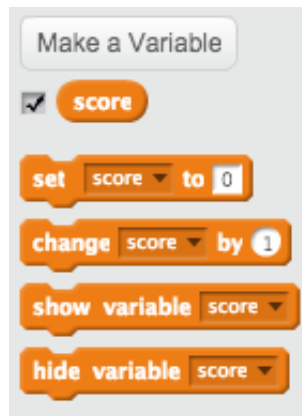 Make a Variable
score
set score to 0
change score by 1
show variable score
hide variable score